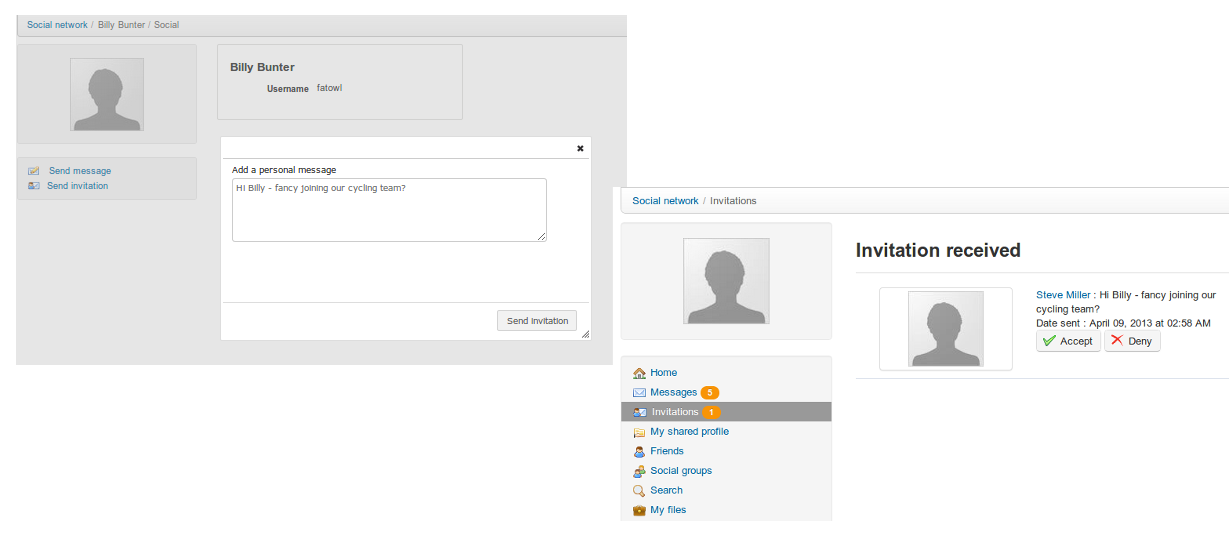 Social network / Billy Bunter / Social
Billy Bunter
Username fatowl
Send message
Send invitation
Add a personal message
HI Billy - fancy joining our cycling team?
Send invitation
Social network / Invitations
Invitation received
Steve Miller : Hi Billy - fancy joining our
cycling team?
Date sent : April 09, 2013 at 02:58 AM
Accept Deny
Home
Messages 5
Invitations 1
My shared profile
Friends
Social groups
Search
My files